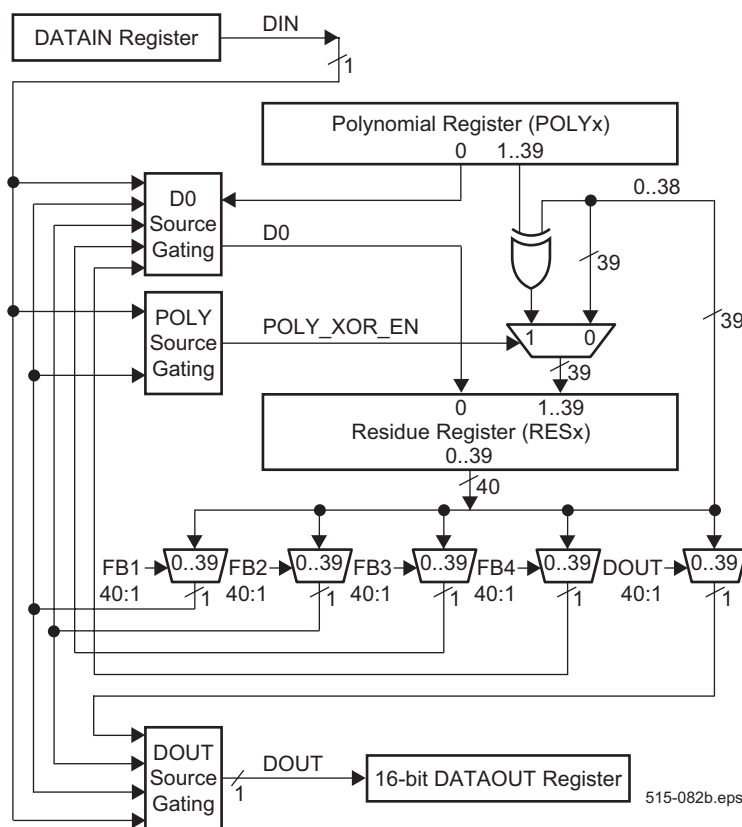 DATAIN Register
DIN
1
Polynomial Register (POLYx)
0 1..39
0..38
D0
Source
Gating
D0
39
POLY
Source
Gating
POLY_XOR_EN
1 0
39
39
0 1..39
Residue Register (RESx)
0..39
40
FB1
40:1
0..39
1
FB2
40:1
0..39
1
FB3
40:1
0..39
1
FB4
40:1
0..39
1
DOUT
40:1
0..39
1
DOUT
Source
Gating
DOUT
1
16-bit DATAOUT Register
515-082b.eps